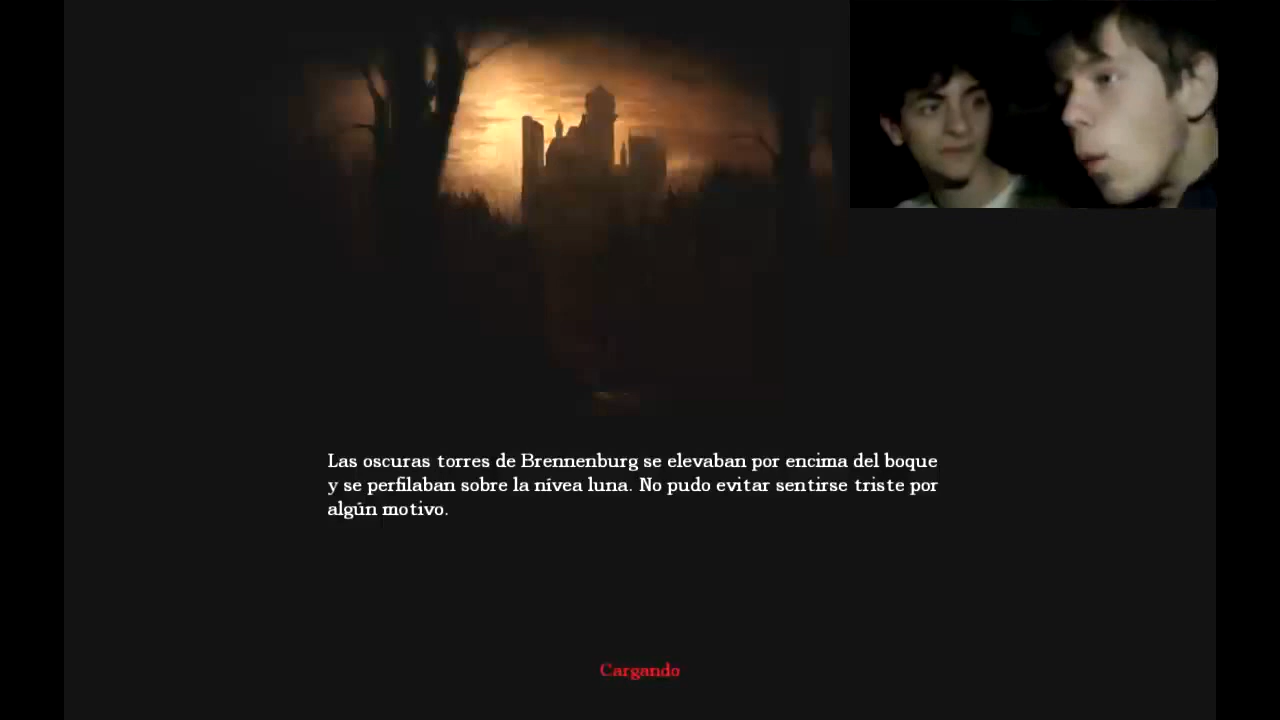 Las oscuras torres de Brennenburg se elevaban por encima del boque
y se perfilaban sobre la nívea luna. No pudo evitar sentirse triste por
algún motivo.
Cargando